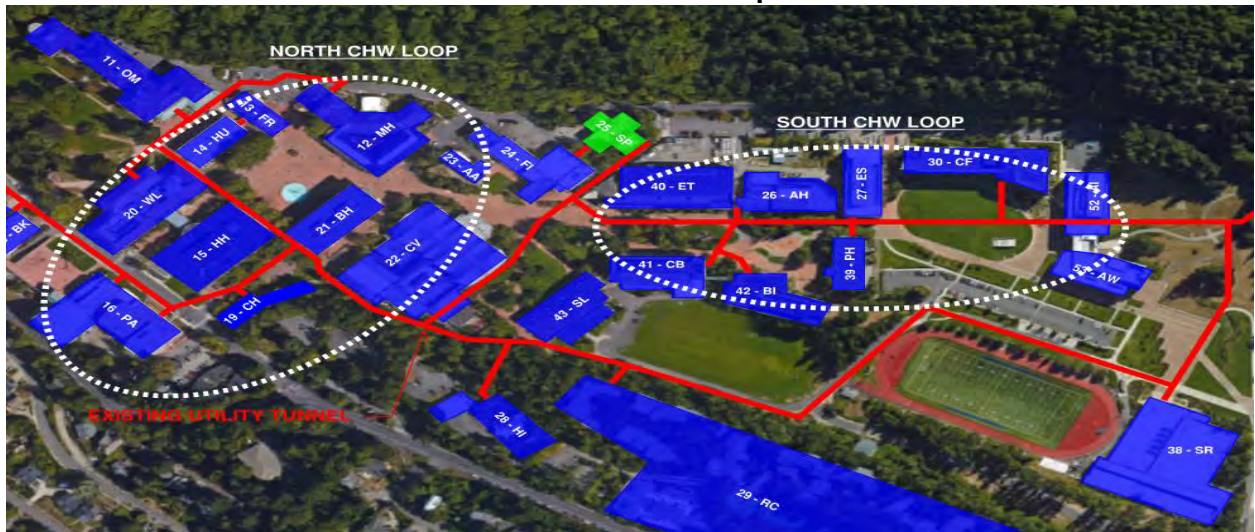 NORTH CHW LOOP
SOUTH CHW LOOP
11 - OM
13 - FR
14 - HU
12 - MH
23 - AA
24 - FI
25 - SP
40 - ET
26 - AH
27 - ES
30 - CF
52 -
20 - WL
21 - BH
15 - HH
22 - CV
- BK
41 - CB
42 - BI
39 - PH
- AW
16 - PA
19 - CH
43 - SL
EXISTING UTILITY TUNNEL
28 - HI
29 - RC
38 - SR